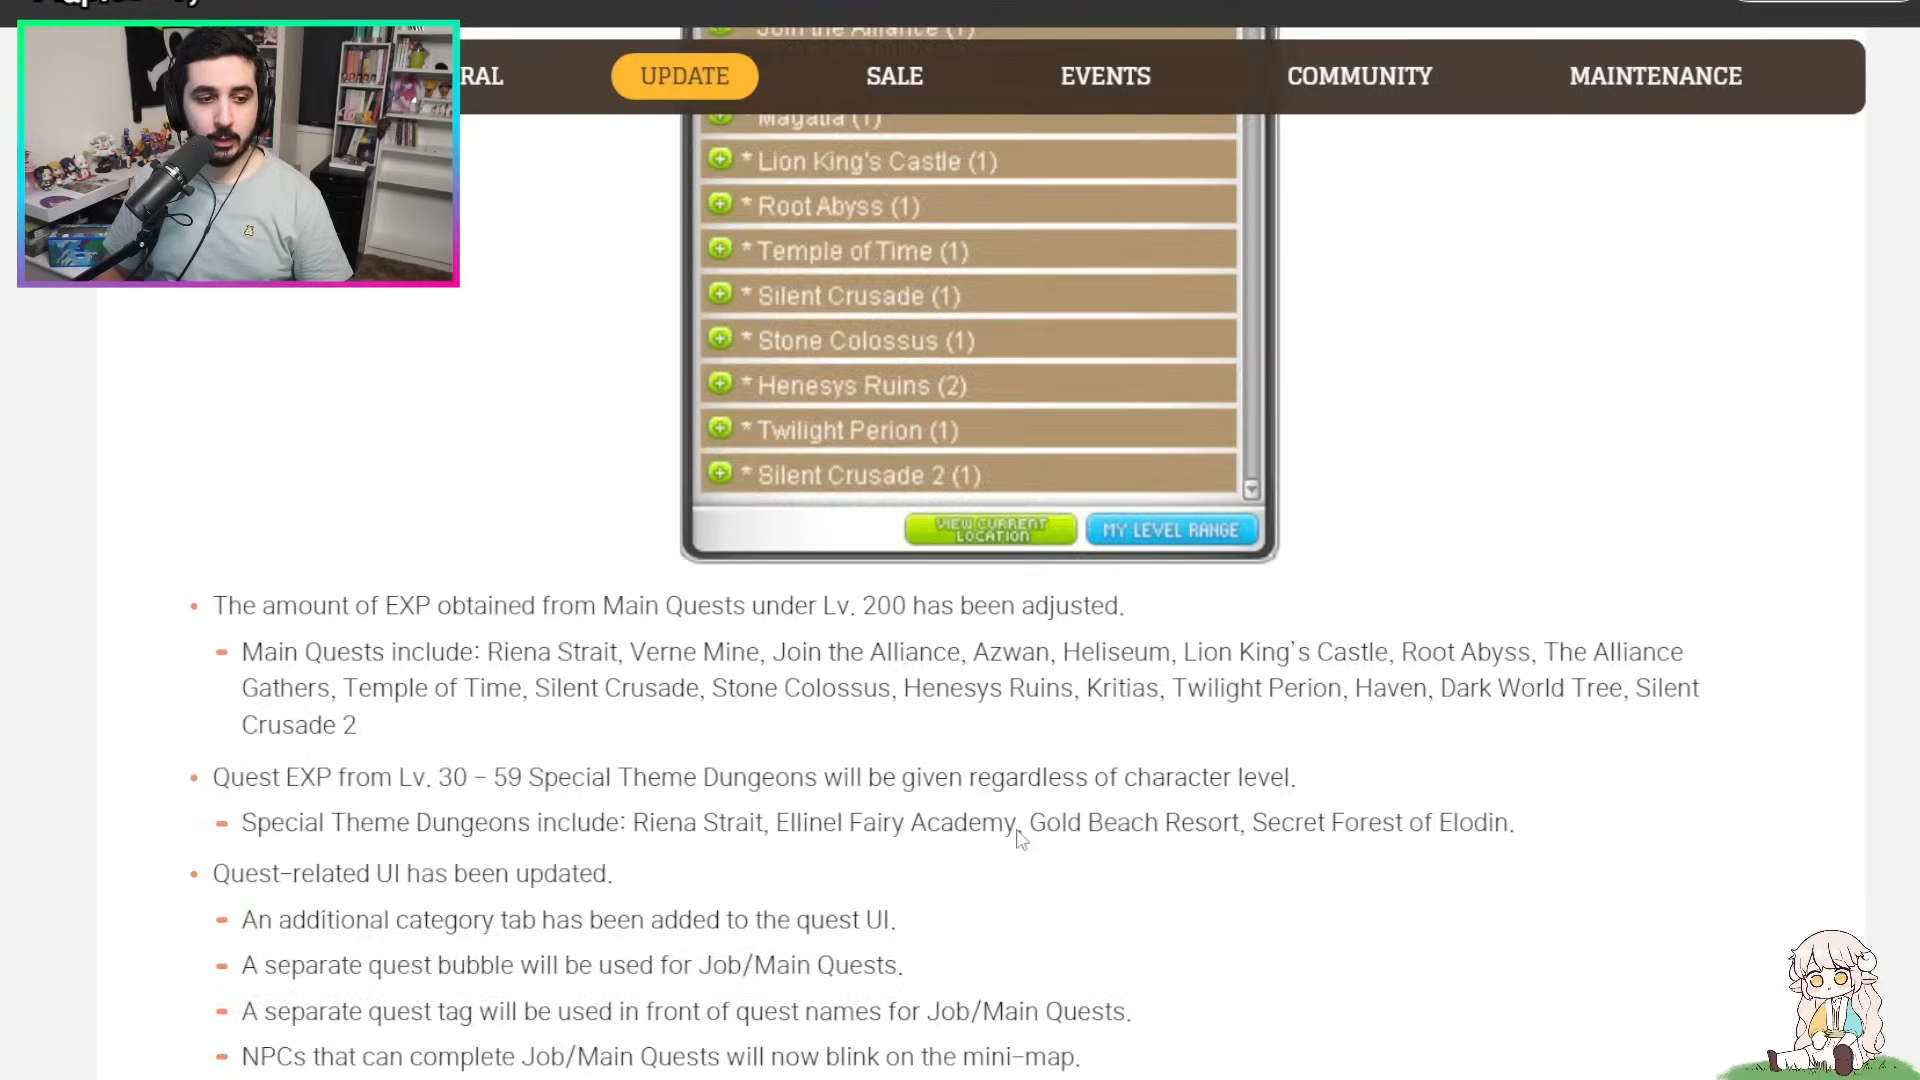 RAL
UPDATE
SALE
EVENTS
COMMUNITY
MAINTENANCE
Join the Alliance (1)
* Magatia (1)
* Lion King's Castle (1)
* Root Abyss (1)
* Temple of Time (1)
* Silent Crusade (1)
* Stone Colossus (1)
* Henesys Ruins (2)
* Twilight Perion (1)
* Silent Crusade 2 (1)
VIEW CURRENT
LOCATION
MY LEVEL RANGE
• The amount of EXP obtained from Main Quests under Lv. 200 has been adjusted.
- Main Quests include: Riena Strait, Verne Mine, Join the Alliance, Azwan, Heliseum, Lion King's Castle, Root Abyss, The Alliance
Gathers, Temple of Time, Silent Crusade, Stone Colossus, Henesys Ruins, Kritias, Twilight Perion, Haven, Dark World Tree, Silent
Crusade 2
• Quest EXP from Lv. 30 - 59 Special Theme Dungeons will be given regardless of character level.
- Special Theme Dungeons include: Riena Strait, Ellinel Fairy Academy, Gold Beach Resort, Secret Forest of Elodin.
• Quest-related UI has been updated.
- An additional category tab has been added to the quest UI.
- A separate quest bubble will be used for Job/Main Quests.
- A separate quest tag will be used in front of quest names for Job/Main Quests.
- NPCs that can complete Job/Main Quests will now blink on the mini-map.